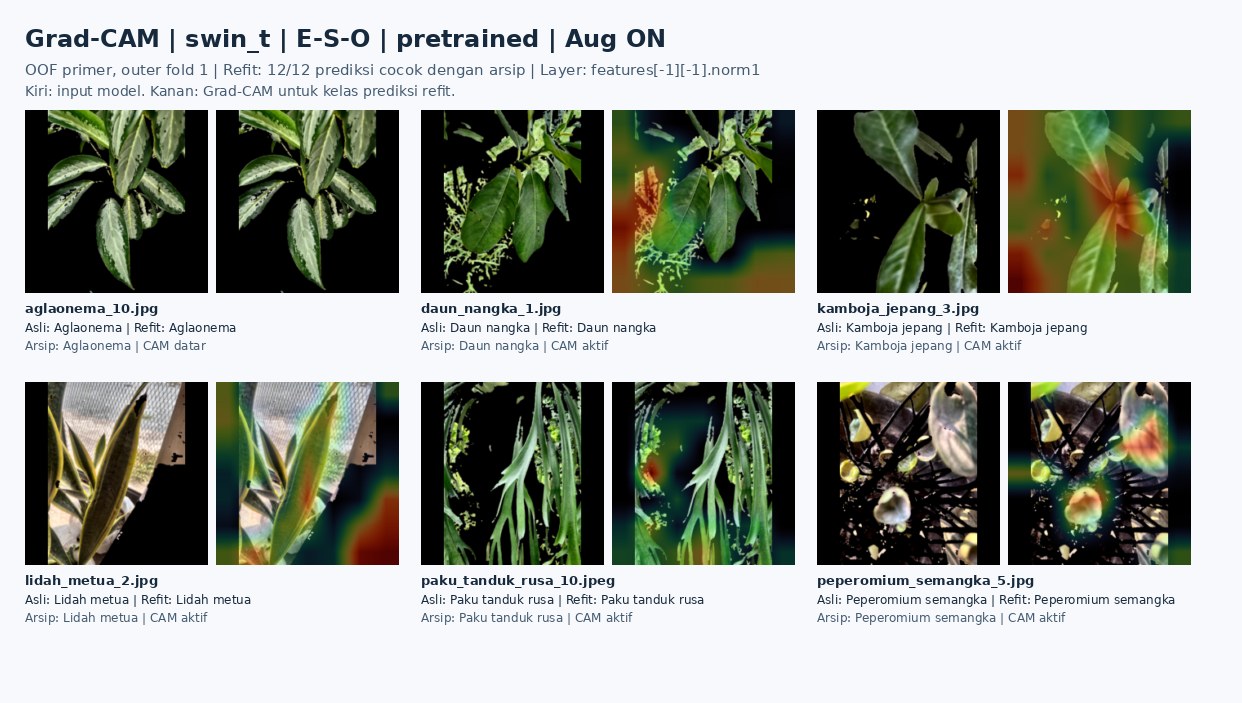 Grad-CAM | swin_t | E-S-O | pretrained | Aug ON
OOF primer, outer fold 1 | Refit: 12/12 prediksi cocok dengan arsip | Layer: features[-1][-1].norm1
Kiri: input model. Kanan: Grad-CAM untuk kelas prediksi refit.
aglaonema_10.jpg
Asli: Aglaonema | Refit: Aglaonema
Arsip: Aglaonema | CAM datar
daun_nangka_1.jpg
Asli: Daun nangka | Refit: Daun nangka
Arsip: Daun nangka | CAM aktif
kamboja_jepang_3.jpg
Asli: Kamboja jepang | Refit: Kamboja jepang
Arsip: Kamboja jepang | CAM aktif
lidah_metua_2.jpg
Asli: Lidah metua | Refit: Lidah metua
Arsip: Lidah metua | CAM aktif
paku_tanduk_rusa_10.jpeg
Asli: Paku tanduk rusa | Refit: Paku tanduk rusa
Arsip: Paku tanduk rusa | CAM aktif
peperomium_semangka_5.jpg
Asli: Peperomium semangka | Refit: Peperomium semangka
Arsip: Peperomium semangka | CAM aktif